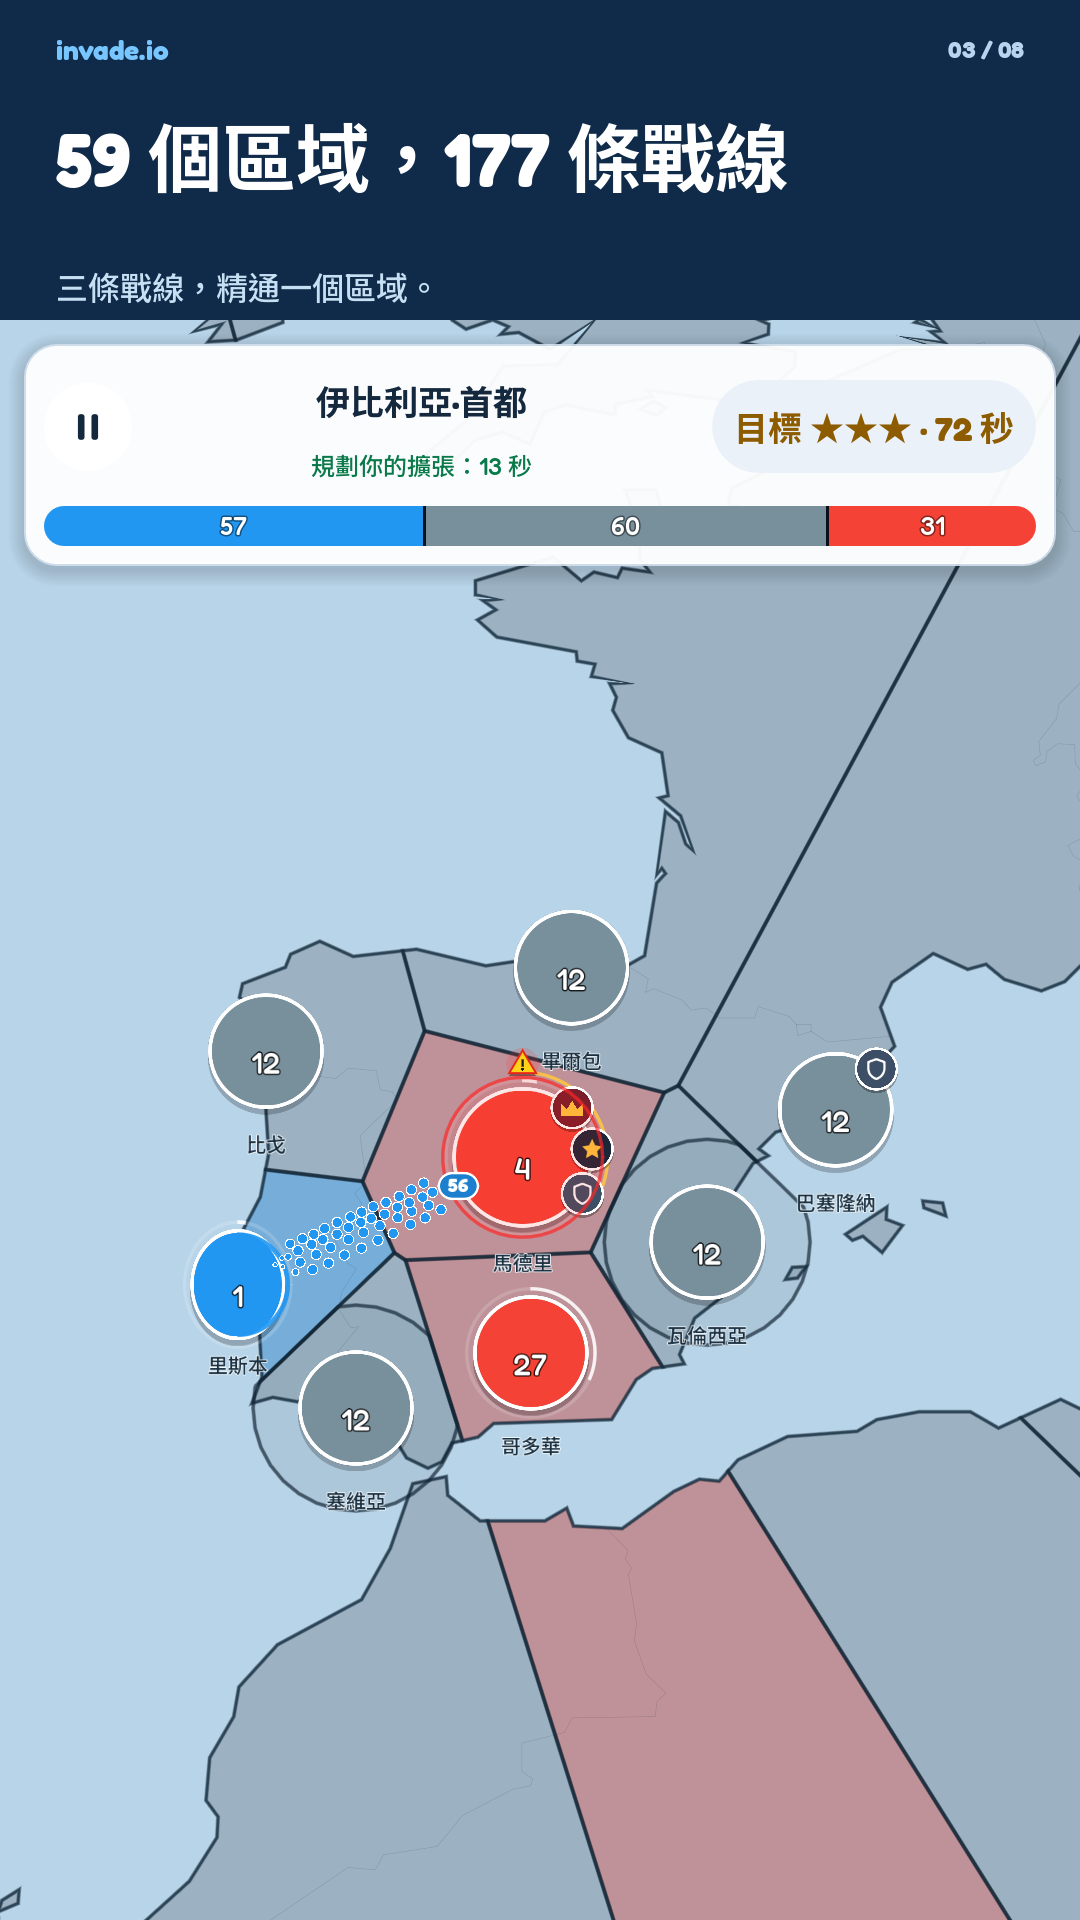 invade.io
03 / 08
59 個區域，177 條戰線
三條戰線，精通一個區域。
伊比利亞·首都
目標 ★★★ · 72 秒
規劃你的擴張：13 秒
57
60
31
12
12
畢爾包
12
4
比戈
56
巴塞隆納
12
馬德里
1
瓦倫西亞
27
里斯本
12
哥多華
塞維亞